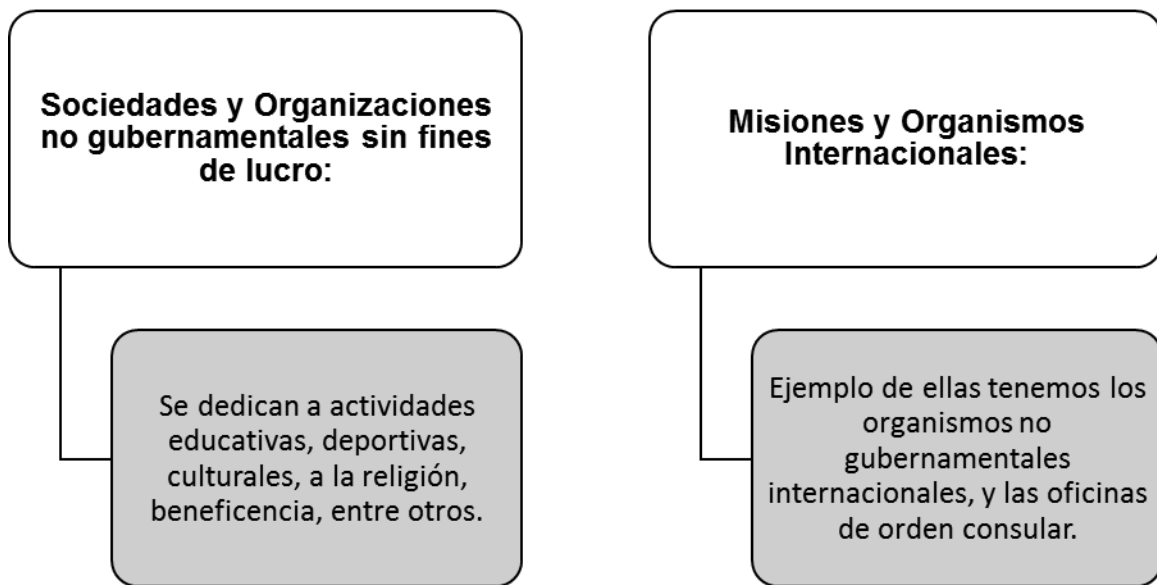 Sociedades y Organizaciones
no gubernamentales sin fines
de lucro:
Se dedican a actividades
educativas, deportivas,
culturales, a la religión,
beneficencia, entre otros.
Misiones y Organismos
Internacionales:
Ejemplo de ellas tenemos los
organismos no
gubernamentales
internacionales, y las oficinas
de orden consular.